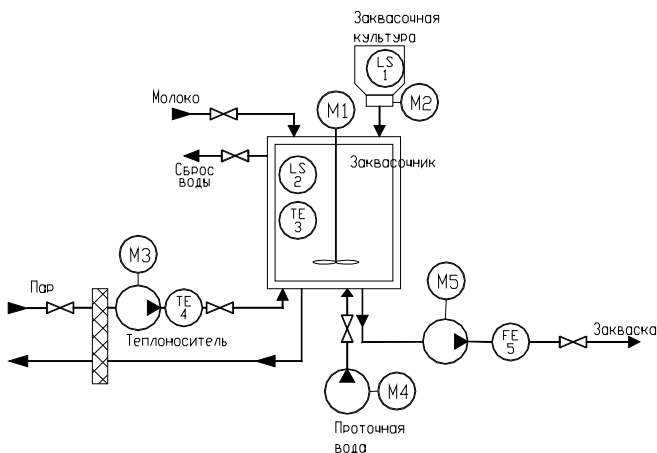 Заквасочная
культура
LS
1
M2
Молоко
M1
Сброс
воды
LS
2
Заквасочник
TE
3
M3
Пар
TE
4
Теплоноситель
M5
FE
5
Закваска
M4
Проточная
вода